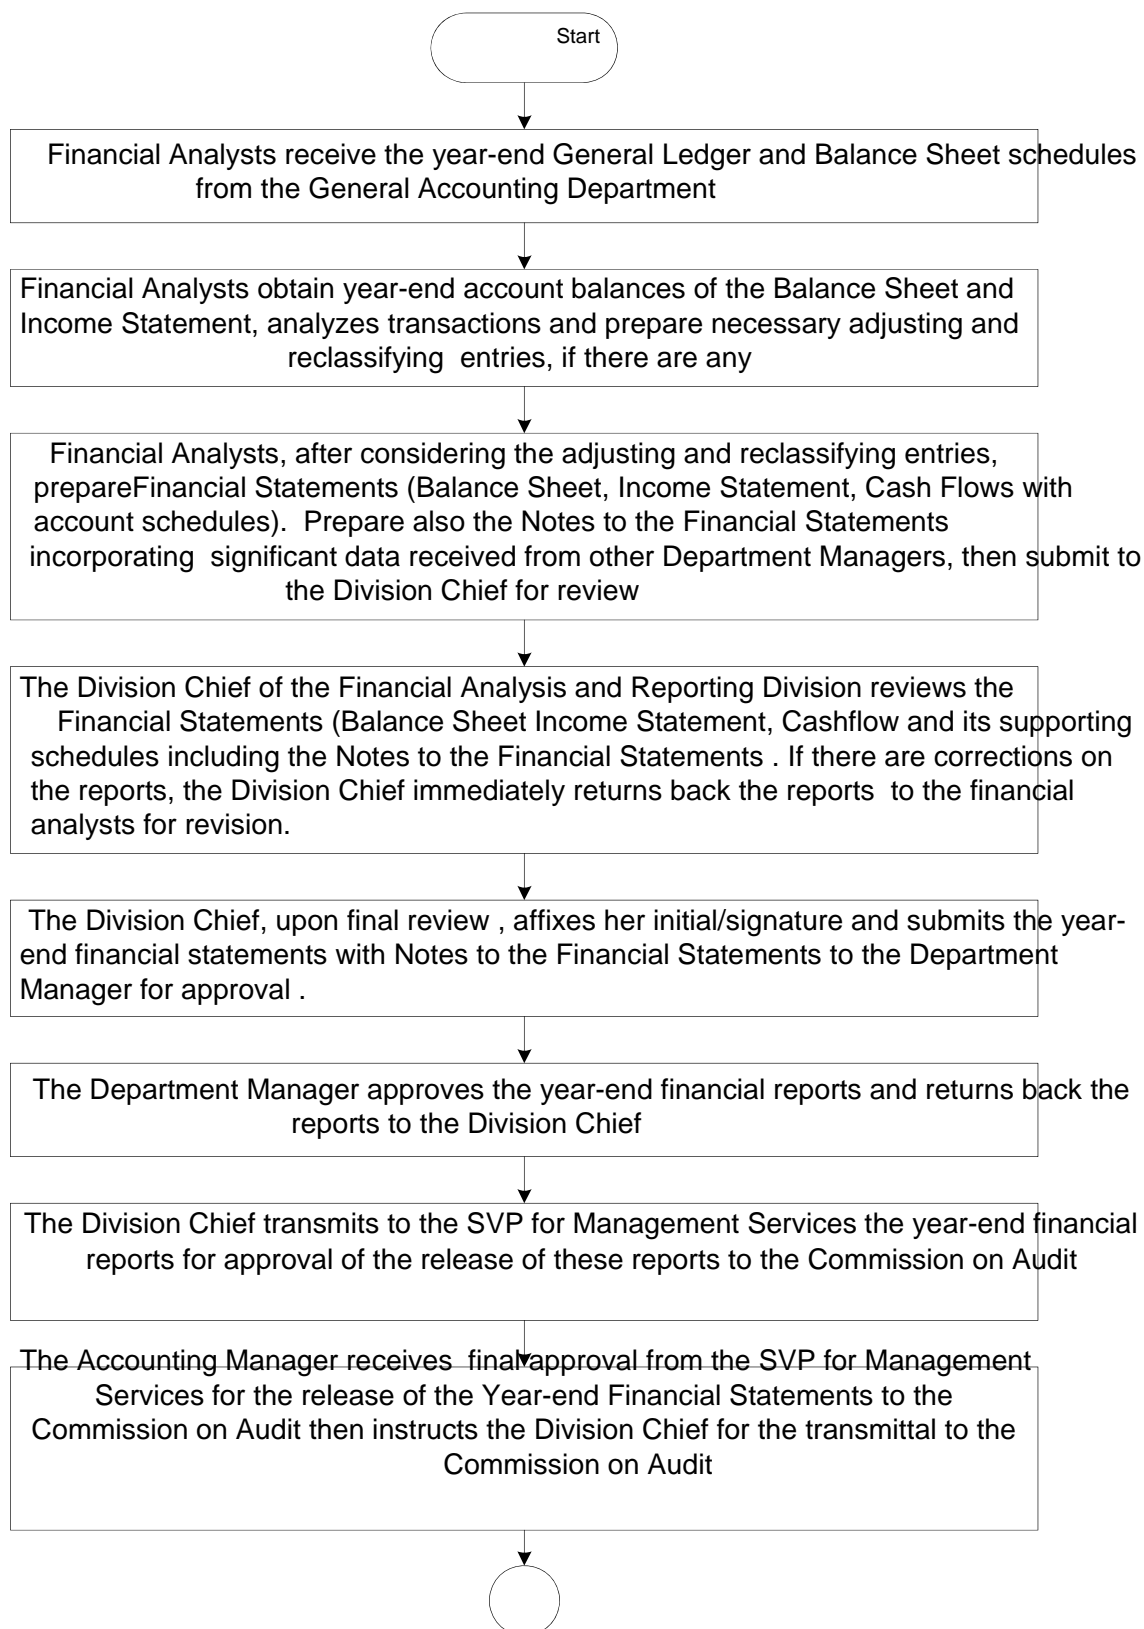 Start
Financial Analysts receive the year-end General Ledger and Balance Sheet schedules
from the General Accounting Department
Financial Analysts obtain year-end account balances of the Balance Sheet and
Income Statement, analyzes transactions and prepare necessary adjusting and
reclassifying  entries, if there are any
Financial Analysts, after considering the adjusting and reclassifying entries,
prepareFinancial Statements (Balance Sheet, Income Statement, Cash Flows with
account schedules).  Prepare also the Notes to the Financial Statements
incorporating  significant data received from other Department Managers, then submit to
the Division Chief for review
The Division Chief of the Financial Analysis and Reporting Division reviews the
Financial Statements (Balance Sheet Income Statement, Cashflow and its supporting
schedules including the Notes to the Financial Statements . If there are corrections on
the reports, the Division Chief immediately returns back the reports  to the financial
analysts for revision.
The Division Chief, upon final review , affixes her initial/signature and submits the year-
end financial statements with Notes to the Financial Statements to the Department
Manager for approval .
The Department Manager approves the year-end financial reports and returns back the
reports to the Division Chief
The Division Chief transmits to the SVP for Management Services the year-end financial
reports for approval of the release of these reports to the Commission on Audit
The Accounting Manager receives  final approval from the SVP for Management
Services for the release of the Year-end Financial Statements to the
Commission on Audit then instructs the Division Chief for the transmittal to the
Commission on Audit